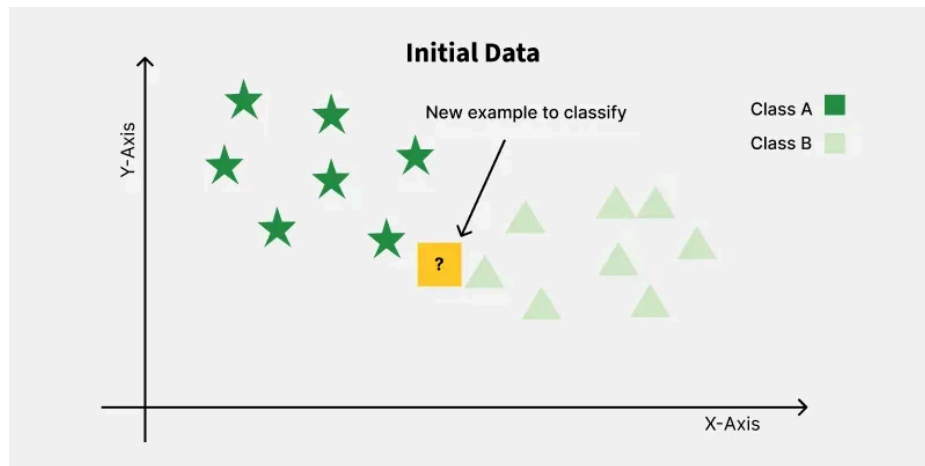 Initial Data
New example to classify
Class A
Class B
Y-Axis
?
X-Axis